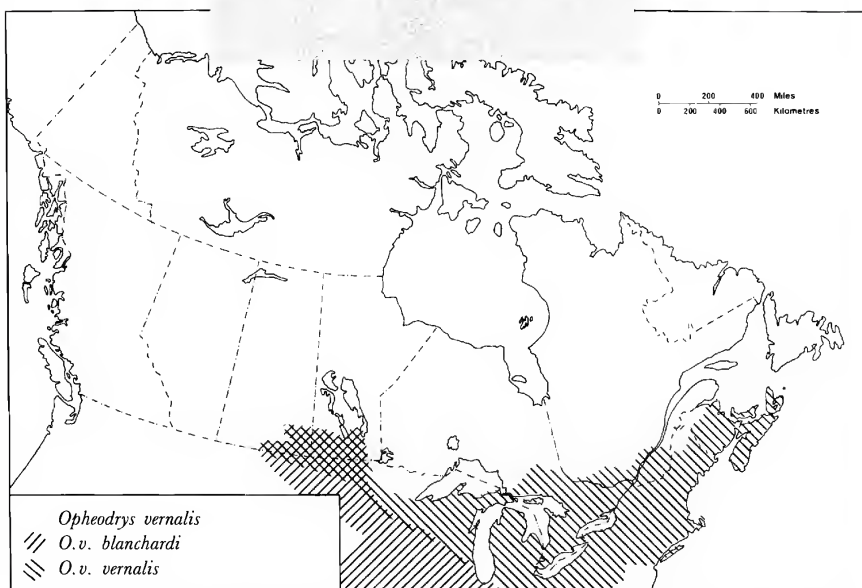 0 200 400 Miles
0 200 400 600 Kilometres
Opheodrys vernalis
O.v. blanchardi
O.v. vernalis